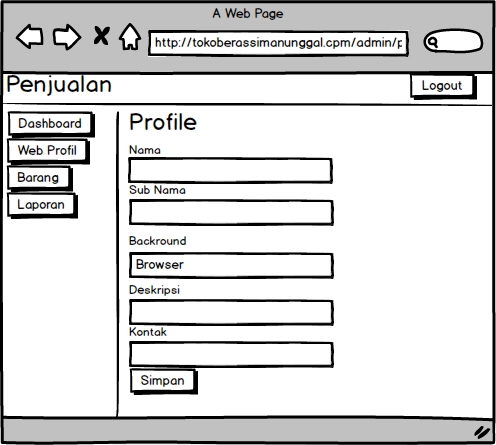 A Web Page
http://tokoberassimanunggal.cpm/admin/p
Penjualan
Logout
Dashboard
Web Profil
Barang
Laporan
Profile
Nama
Sub Nama
Backround
Browser
Deskripsi
Kontak
Simpan